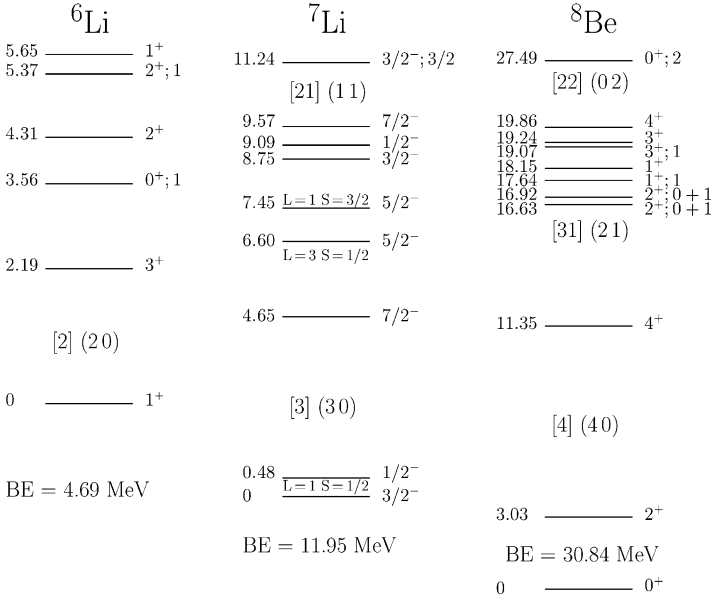 ⁶Li
5.65 1⁺
5.37 2⁺; 1
4.31 2⁺
3.56 0⁺; 1
2.19 3⁺
[2] (2 0)
0 1⁺
BE = 4.69 MeV
⁷Li
11.24 3/2⁻; 3/2
[21] (1 1)
9.57 7/2⁻
9.09 1/2⁻
8.75 3/2⁻
7.45 L=1 S=3/2 5/2⁻
6.60 5/2⁻
L=3 S=1/2
4.65 7/2⁻
[3] (3 0)
0.48 1/2⁻
L=1 S=1/2
0 3/2⁻
BE = 11.95 MeV
⁸Be
27.49 0⁺; 2
[22] (0 2)
19.86 4⁺
19.24 3⁺
19.07 3⁺; 1
18.15 1⁺
17.64 1⁺; 1
16.92 2⁺; 0 + 1
16.63 2⁺; 0 + 1
[31] (2 1)
11.35 4⁺
[4] (4 0)
3.03 2⁺
BE = 30.84 MeV
0 0⁺